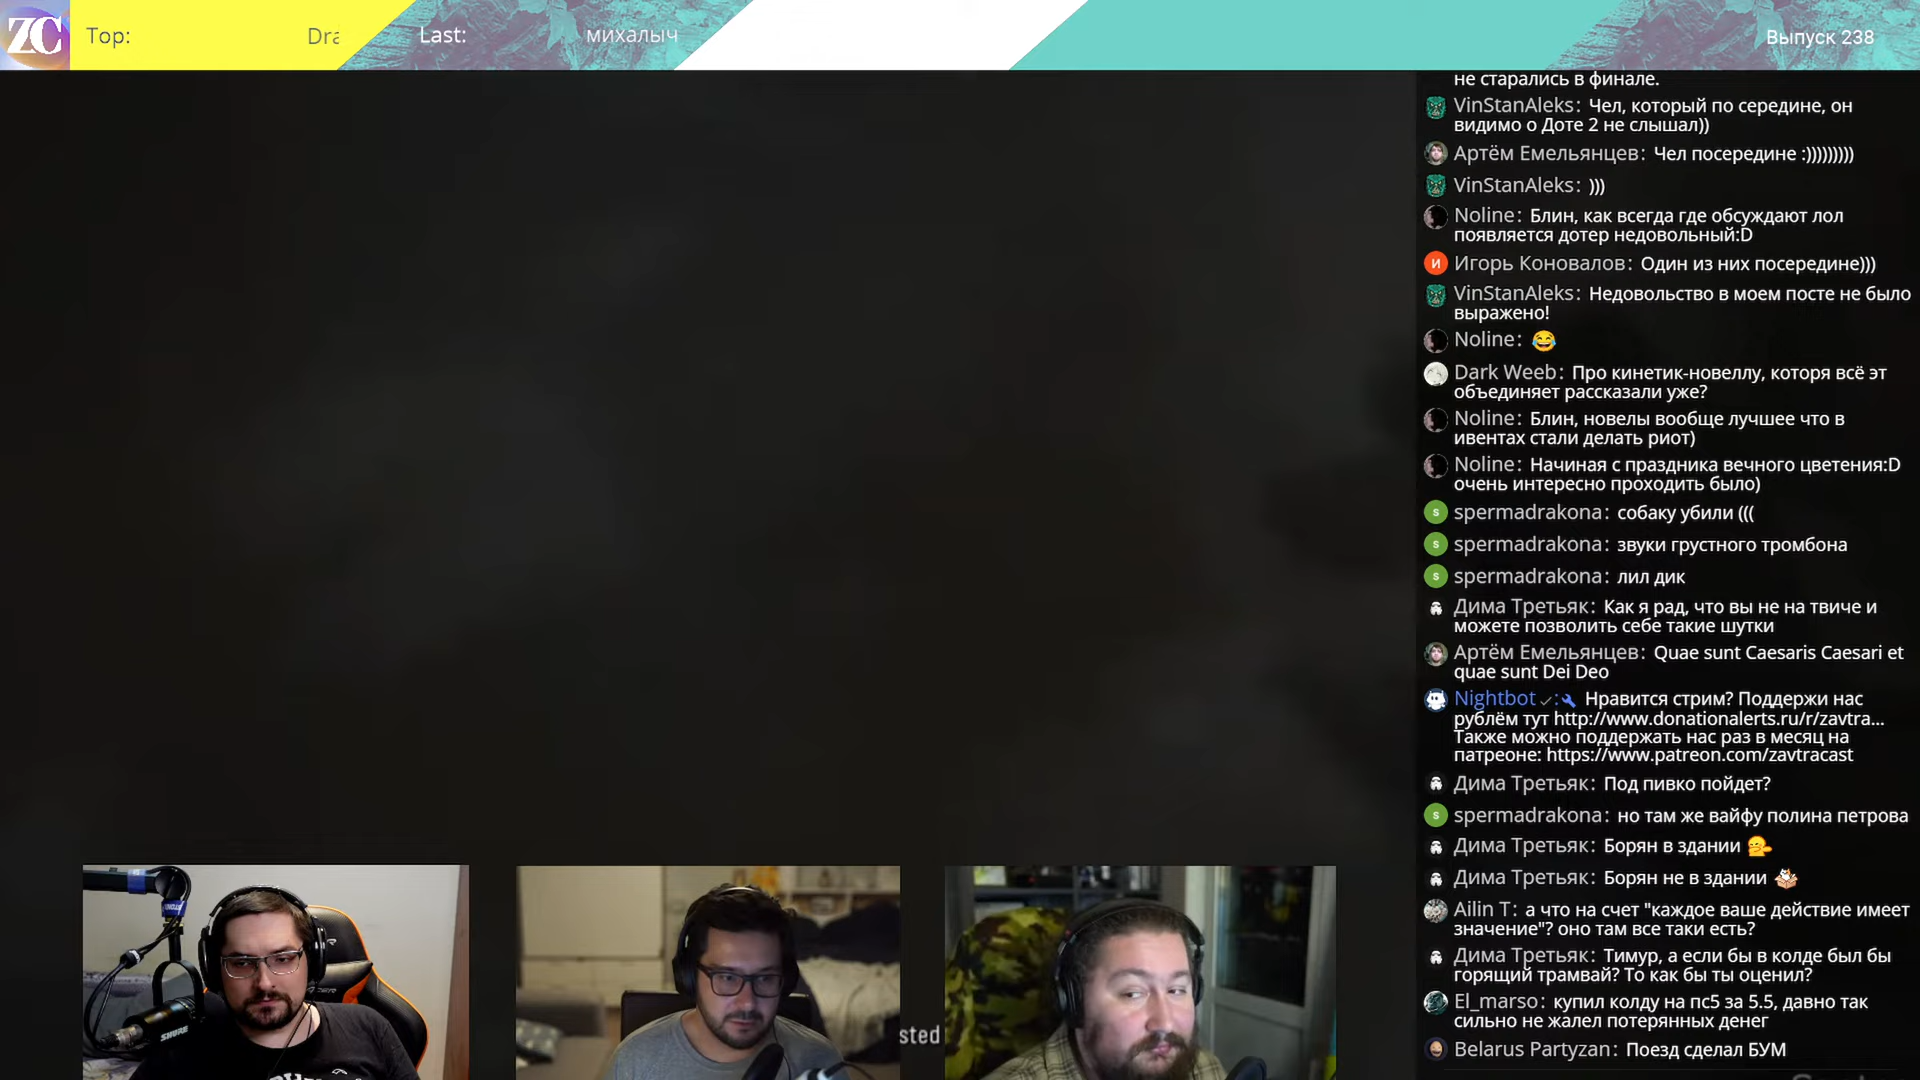 ZC
Top:
Dra
Last:
михалыч
Выпуск 238
не старались в финале.
VinStanAleks: Чел, который по середине, он
видимо о Доте 2 не слышал))
Артём Емельянцев: Чел посередине :)))))))))
VinStanAleks: )))
Noline: Блин, как всегда где обсуждают лол
появляется дотер недовольный:D
И
Игорь Коновалов: Один из них посередине)))
VinStanAleks: Недовольство в моем посте не было
выражено!
Noline: 😂
Dark Weeb: Про кинетик-новеллу, которя всё эт
объединяет рассказали уже?
Noline: Блин, новелы вообще лучшее что в
ивентах стали делать риот)
Noline: Начиная с праздника вечного цветения:D
очень интересно проходить было)
s
spermadrakona: собаку убили (((
s
spermadrakona: звуки грустного тромбона
s
spermadrakona: лил дик
Дима Третьяк: Как я рад, что вы не на твиче и
можете позволить себе такие шутки
Артём Емельянцев: Quae sunt Caesaris Caesari et
quae sunt Dei Deo
Nightbot ✓:🔧 Нравится стрим? Поддержи нас
рублём тут http://www.donationalerts.ru/r/zavtra...
Также можно поддержать нас раз в месяц на
патреоне: https://www.patreon.com/zavtracast
Дима Третьяк: Под пивко пойдет?
s
spermadrakona: но там же вайфу полина петрова
Дима Третьяк: Борян в здании
Дима Третьяк: Борян не в здании
Ailin T: а что на счет "каждое ваше действие имеет
значение"? оно там все таки есть?
Дима Третьяк: Тимур, а если бы в колде был бы
горящий трамвай? То как бы ты оценил?
El_marso: купил колду на пс5 за 5.5, давно так
сильно не жалел потерянных денег
Belarus Partyzan: Поезд сделал БУМ
SHURE
sted